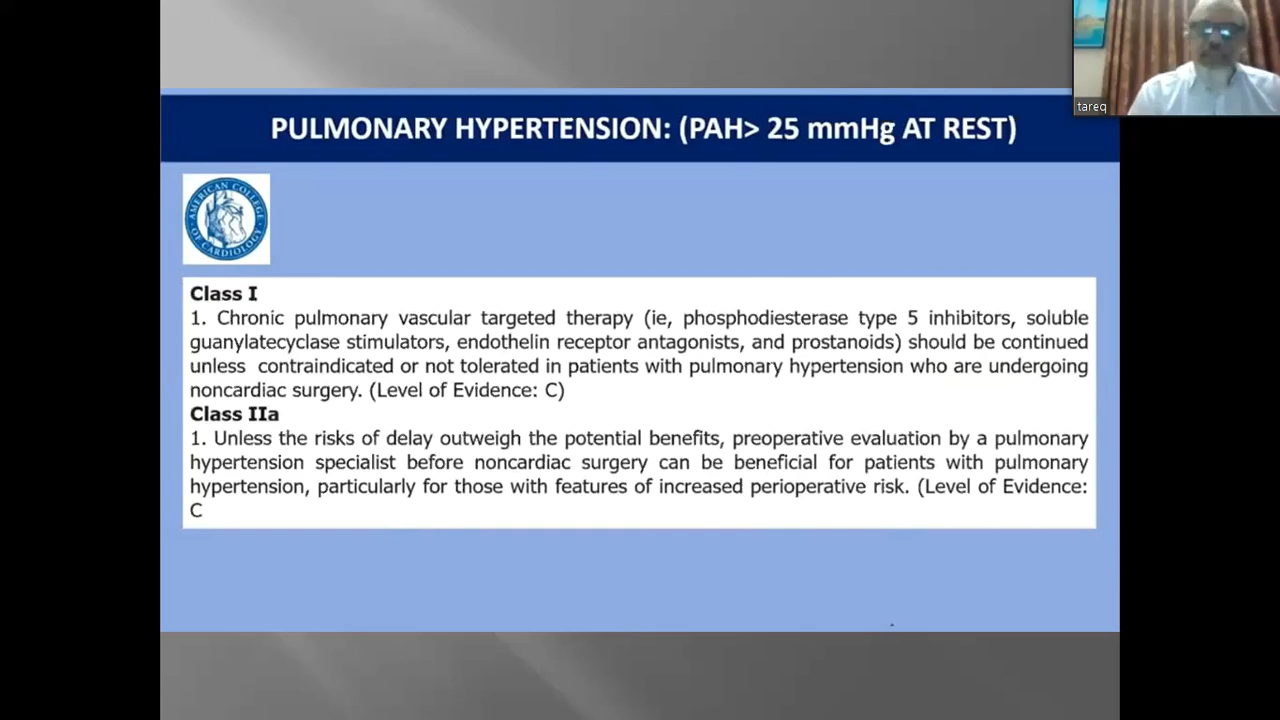 PULMONARY HYPERTENSION: (PAH> 25 mmHg AT REST)
tareq
AMERICAN COLLEGE
OF CARDIOLOGY
Class I
1. Chronic pulmonary vascular targeted therapy (ie, phosphodiesterase type 5 inhibitors, soluble
guanylatecyclase stimulators, endothelin receptor antagonists, and prostanoids) should be continued
unless contraindicated or not tolerated in patients with pulmonary hypertension who are undergoing
noncardiac surgery. (Level of Evidence: C)
Class IIa
1. Unless the risks of delay outweigh the potential benefits, preoperative evaluation by a pulmonary
hypertension specialist before noncardiac surgery can be beneficial for patients with pulmonary
hypertension, particularly for those with features of increased perioperative risk. (Level of Evidence:
C